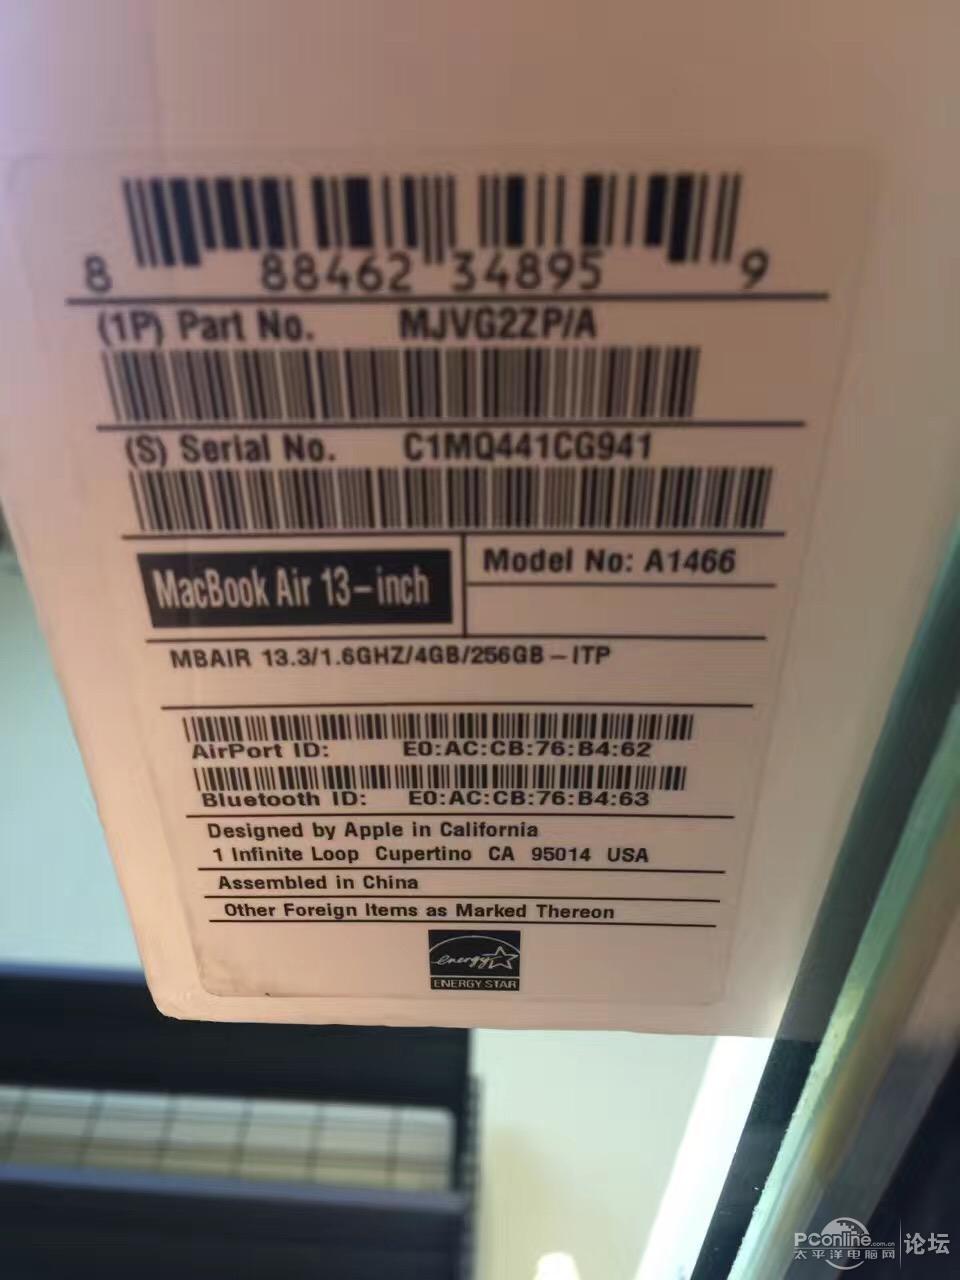 8 88462 34895 9
(1P) Part No. MJVG2ZP/A
(S) Serial No. C1MQ441CG941
MacBook Air 13-inch
Model No: A1466
MBAIR 13.3/1.6GHZ/4GB/256GB-ITP
AirPort ID: E0:AC:CB:76:B4:62
Bluetooth ID: E0:AC:CB:76:B4:63
Designed by Apple in California
1 Infinite Loop Cupertino CA 95014 USA
Assembled in China
Other Foreign Items as Marked Thereon
energy
ENERGY STAR
PConline.com.cn 论坛
太平洋电脑网